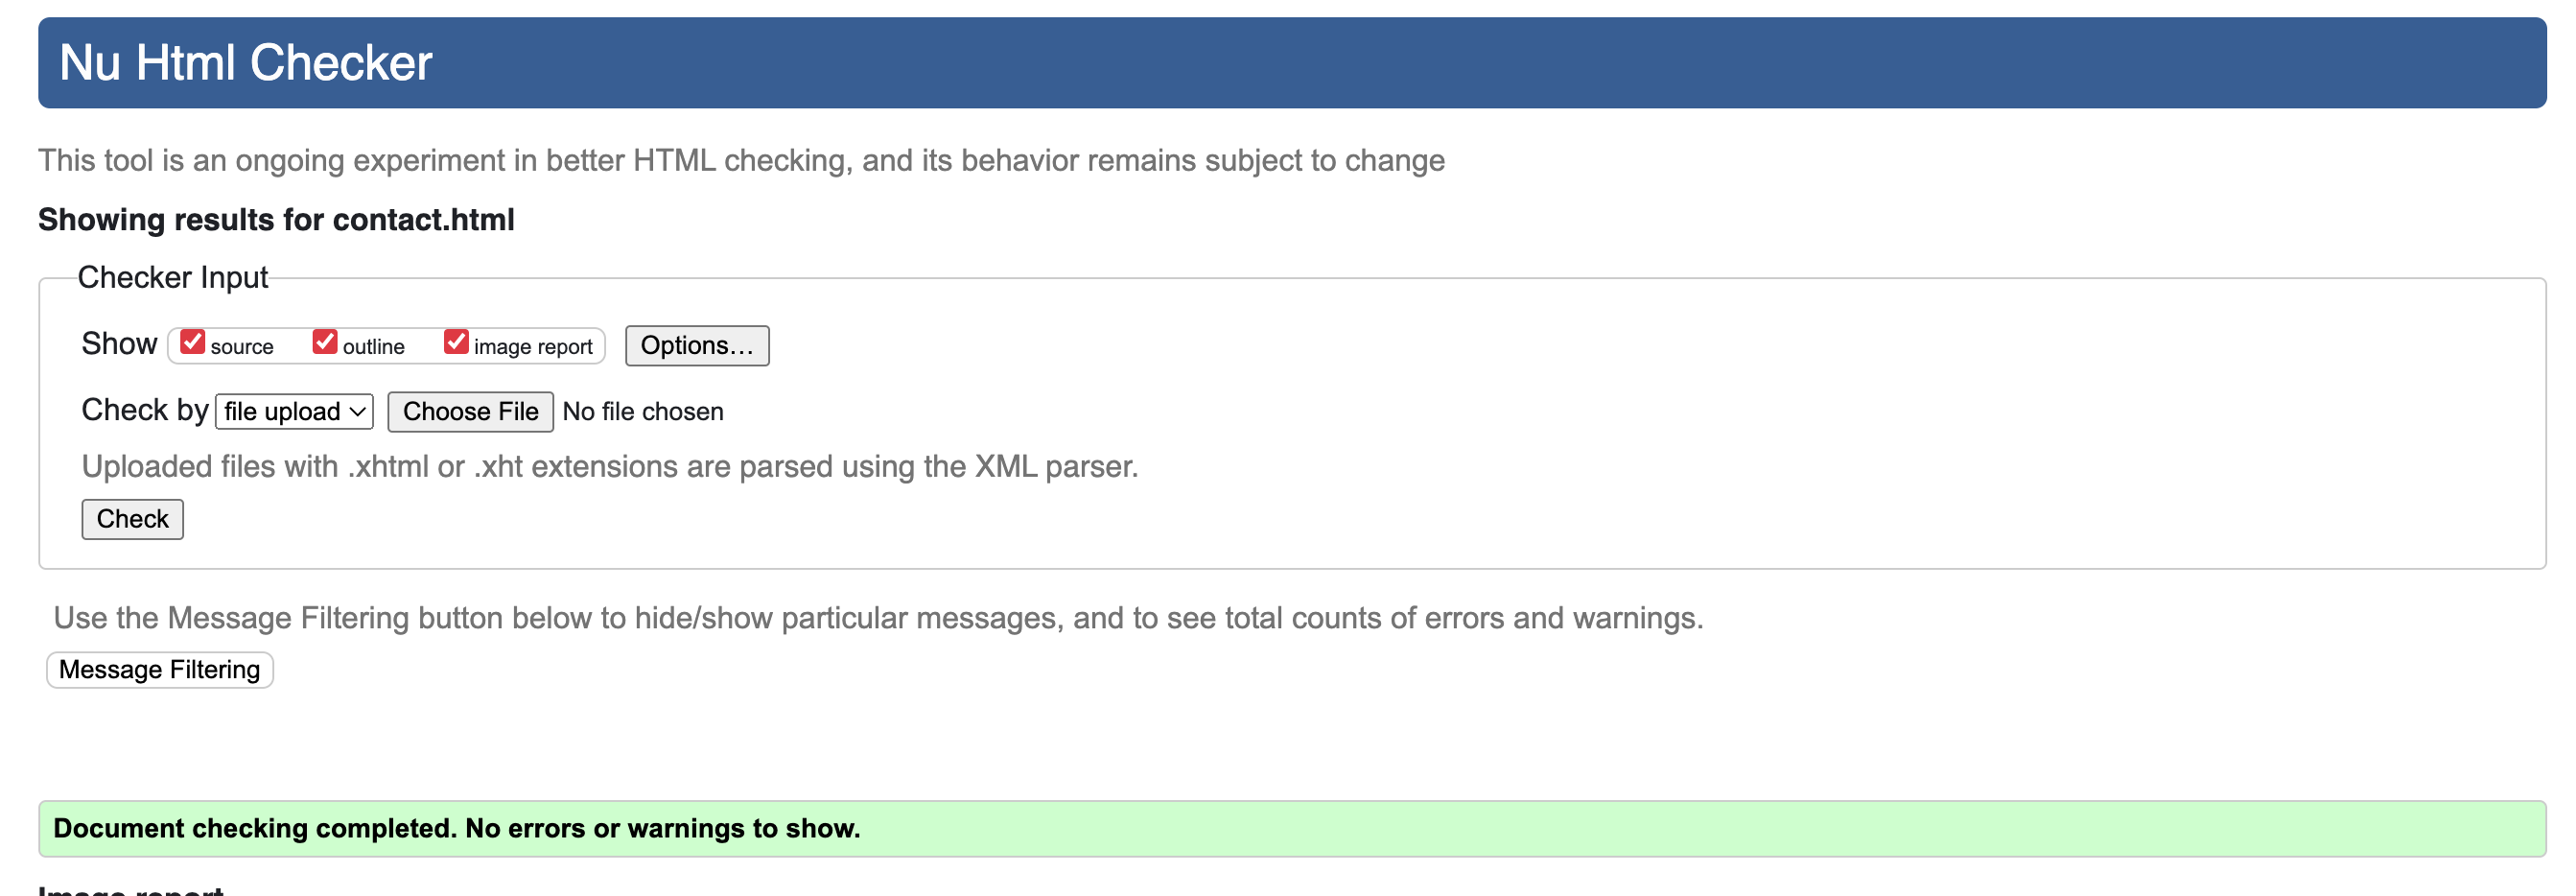 Nu Html Checker
This tool is an ongoing experiment in better HTML checking, and its behavior remains subject to change
Showing results for contact.html
Checker Input
Show source outline image report Options…
Check by file upload Choose File No file chosen
Uploaded files with .xhtml or .xht extensions are parsed using the XML parser.
Check
Use the Message Filtering button below to hide/show particular messages, and to see total counts of errors and warnings.
Message Filtering
Document checking completed. No errors or warnings to show.
Image report